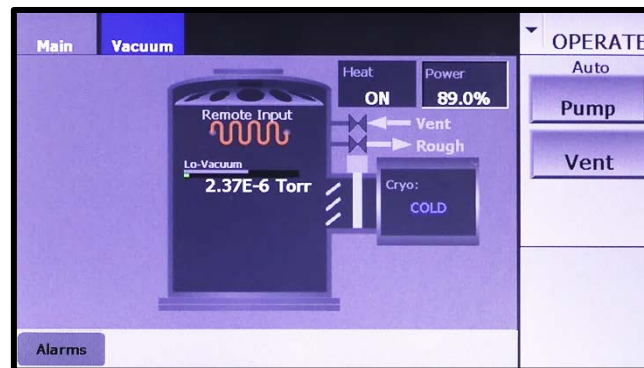 Main
Vacuum
OPERATE
Heat
ON
Power
89.0%
Auto
Pump
Vent
Remote Input
Vent
Rough
Lo-Vacuum
2.37E-6 Torr
Cryo:
COLD
Alarms